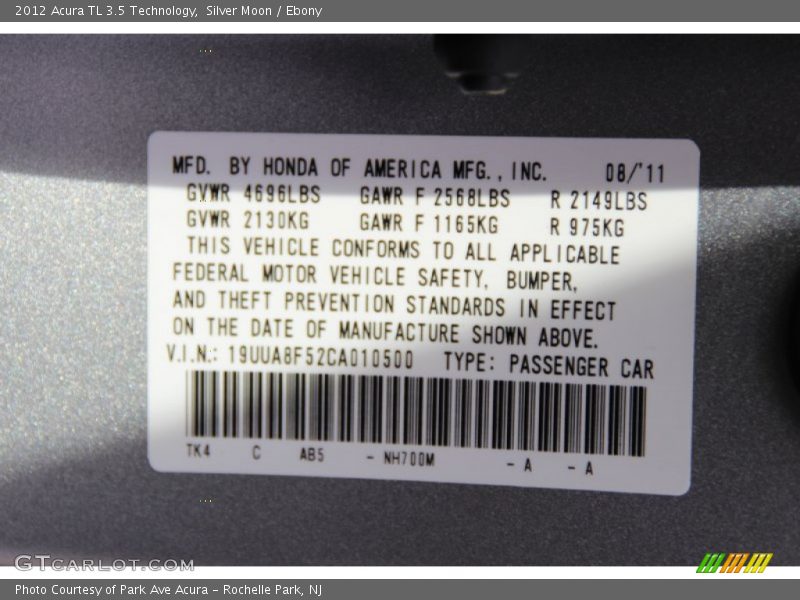 2012 Acura TL 3.5 Technology, Silver Moon / Ebony
MFD. BY HONDA OF AMERICA MFG., INC. 08/'11
GVWR 4696LBS GAWR F 2568LBS R 2149LBS
GVWR 2130KG GAWR F 1165KG R 975KG
THIS VEHICLE CONFORMS TO ALL APPLICABLE
FEDERAL MOTOR VEHICLE SAFETY, BUMPER,
AND THEFT PREVENTION STANDARDS IN EFFECT
ON THE DATE OF MANUFACTURE SHOWN ABOVE.
V.I.N.: 19UUA8F52CA010500 TYPE: PASSENGER CAR
TK4 C AB5 - NH700M - A - A
GTCARLOT.COM
Photo Courtesy of Park Ave Acura - Rochelle Park, NJ